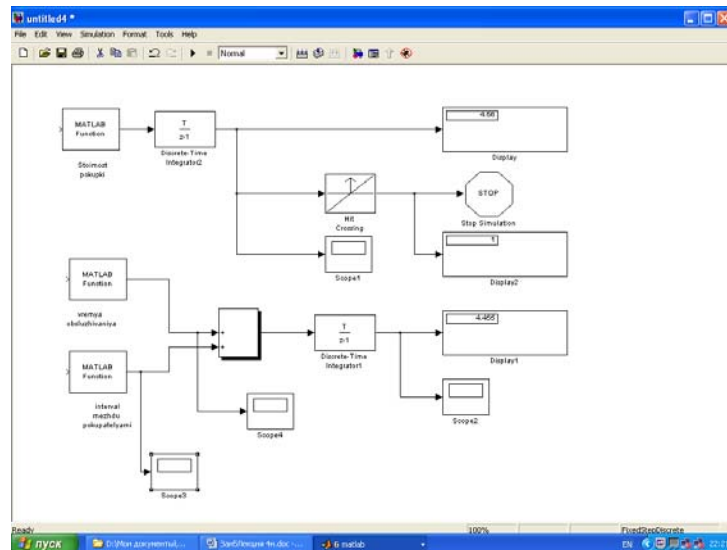 untitled4 *
File Edit View Simulation Format Tools Help
Normal
MATLAB
Function
Stoimost
pokupki
T
z-1
Discrete-Time
Integrator2
4.66
Display
Hit
Crossing
STOP
Stop Simulation
Scope1
1
Display2
MATLAB
Function
vremya
obsluzhivaniya
T
z-1
Discrete-Time
Integrator1
4.466
Display1
MATLAB
Function
interval
mezhdu
pokupatelyami
Scope4
Scope2
Scope3
Ready
100%
FixedStepDiscrete
пуск
D:\Мои документы\...
6 matlab
EN